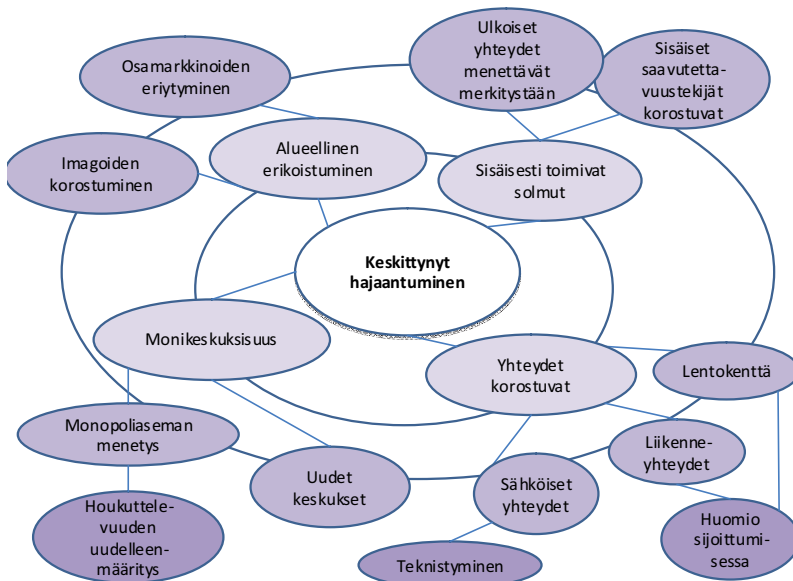 Ulkoiset
yhteydet
menettävät
merkitystään
Sisäiset
saavutetta-
vuustekijät
korostuvat
Osamarkkinoiden
eriytyminen
Alueellinen
erikoistuminen
Imagoiden
korostuminen
Sisäisesti toimivat
solmut
Keskittynyt
hajaantuminen
Monikeskuksisuus
Yhteydet
korostuvat
Lentokenttä
Monopoliaseman
menetys
Uudet
keskukset
Sähköiset
yhteydet
Liikenne-
yhteydet
Houkuttele-
vuuden
uudelleen-
määritys
Teknistyminen
Huomio
sijoittumi-
sessa